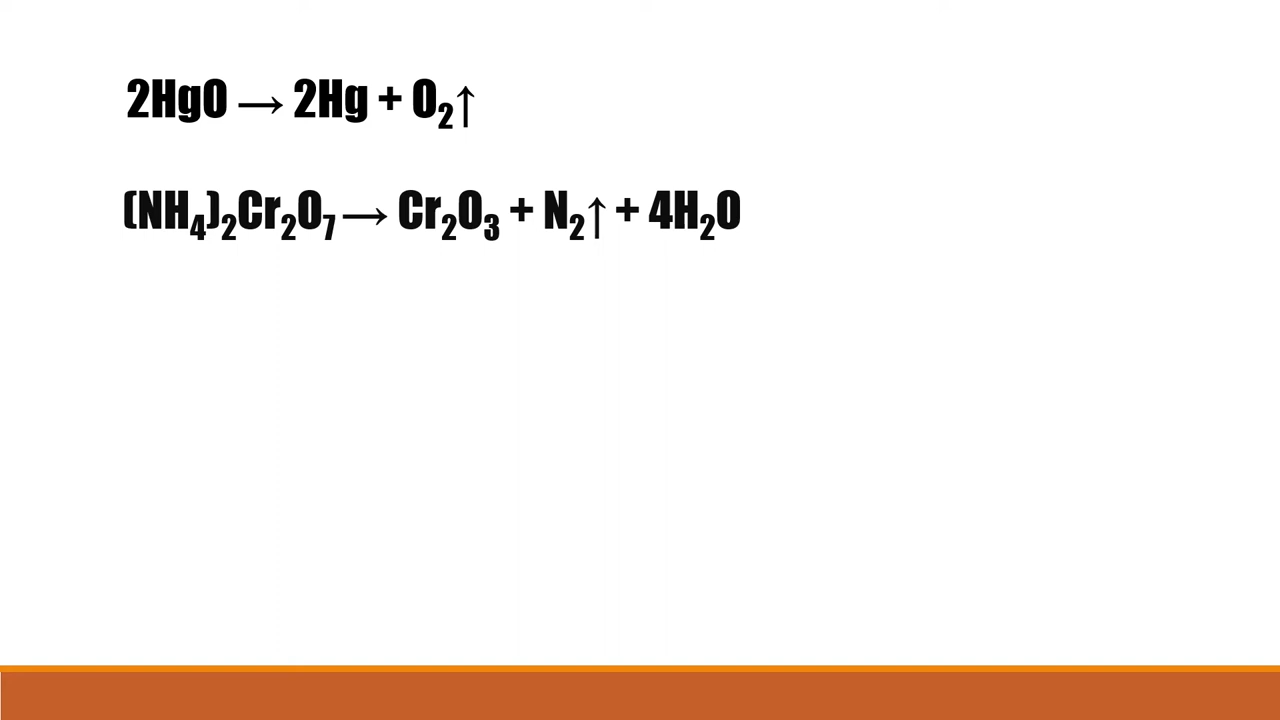 2HgO → 2Hg + O₂↑
(NH₄)₂Cr₂O₇ → Cr₂O₃ + N₂↑ + 4H₂O